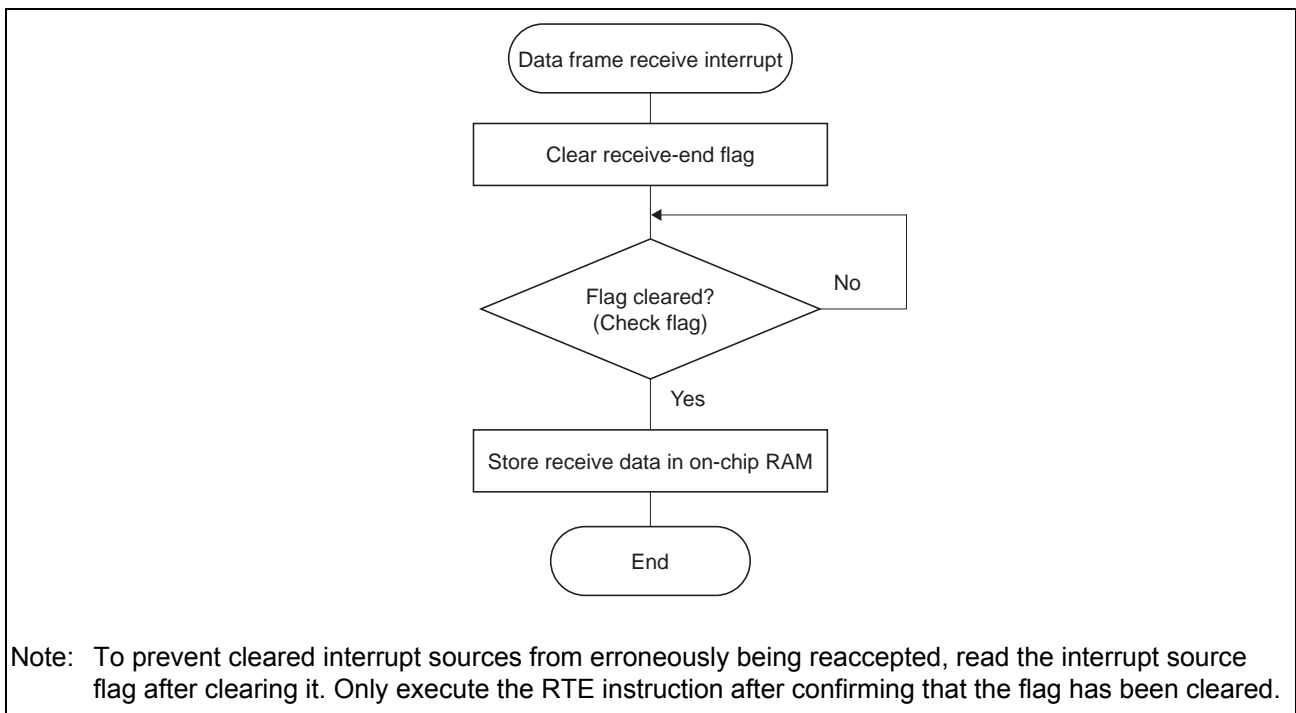 Data frame receive interrupt
Clear receive-end flag
No
Flag cleared?
(Check flag)
Yes
Store receive data in on-chip RAM
End
Note: To prevent cleared interrupt sources from erroneously being reaccepted, read the interrupt source
flag after clearing it. Only execute the RTE instruction after confirming that the flag has been cleared.